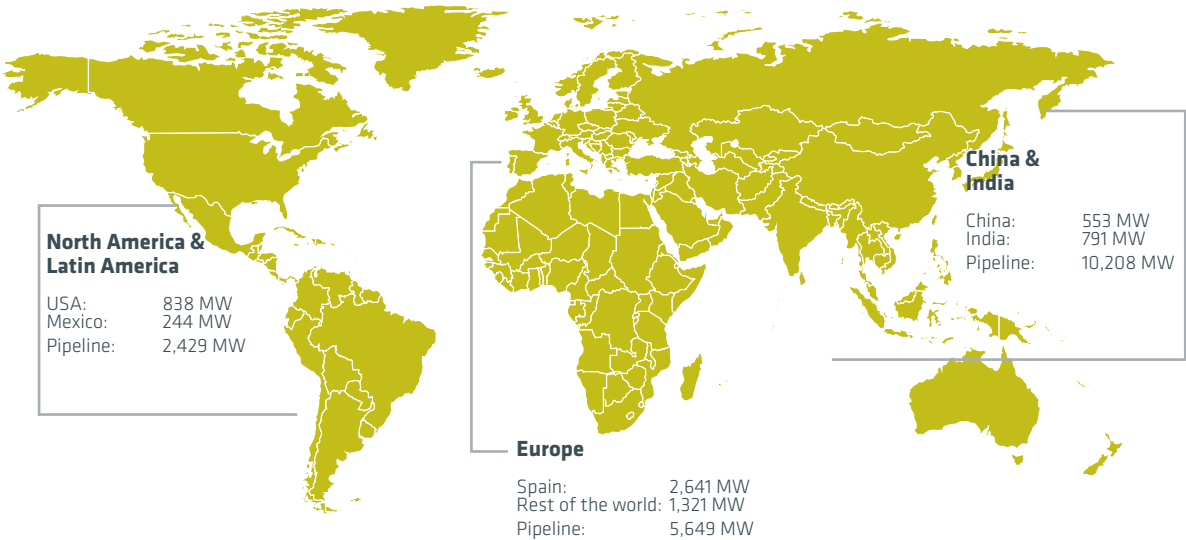 North America &
Latin America
USA: 838 MW
Mexico: 244 MW
Pipeline: 2,429 MW
Europe
Spain: 2,641 MW
Rest of the world: 1,321 MW
Pipeline: 5,649 MW
China &
India
China: 553 MW
India: 791 MW
Pipeline: 10,208 MW